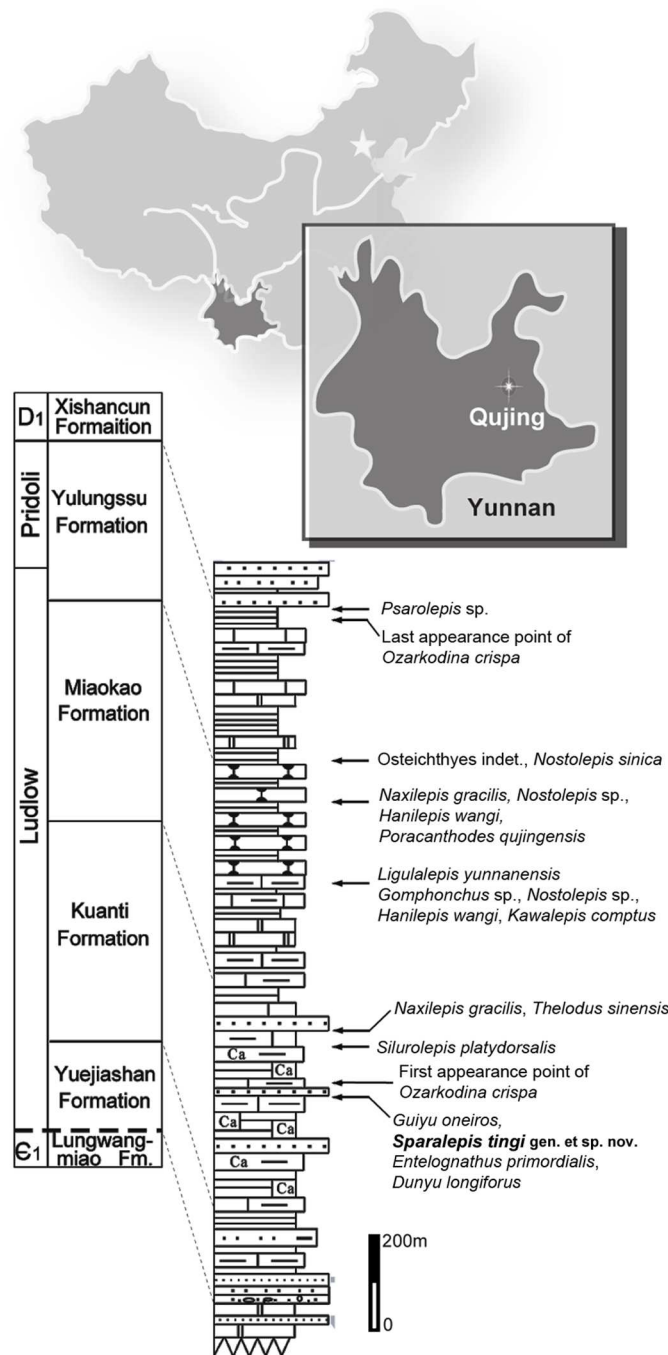 Qujing
Yunnan
D1
Xishancun
Formaition
Pridoli
Yulungssu
Formation
Ludlow
Miaokao
Formation
Kuanti
Formation
Yuejiashan
Formation
Є1
Lungwang-
miao Fm.
Psarolepis sp.
Last appearance point of
Ozarkodina crispa
Osteichthyes indet., Nostolepis sinica
Naxilepis gracilis, Nostolepis sp.,
Hanilepis wangi,
Poracanthodes qujingensis
Ligulalepis yunnanensis
Gomphonchus sp., Nostolepis sp.,
Hanilepis wangi, Kawalepis comptus
Naxilepis gracilis, Thelodus sinensis
Silurolepis platydorsalis
First appearance point of
Ozarkodina crispa
Guiyu oneiros,
Sparalepis tingi gen. et sp. nov.
Entelognathus primordialis,
Dunyu longiforus
Ca
Ca
Ca
Ca
Ca
Ca
200m
0